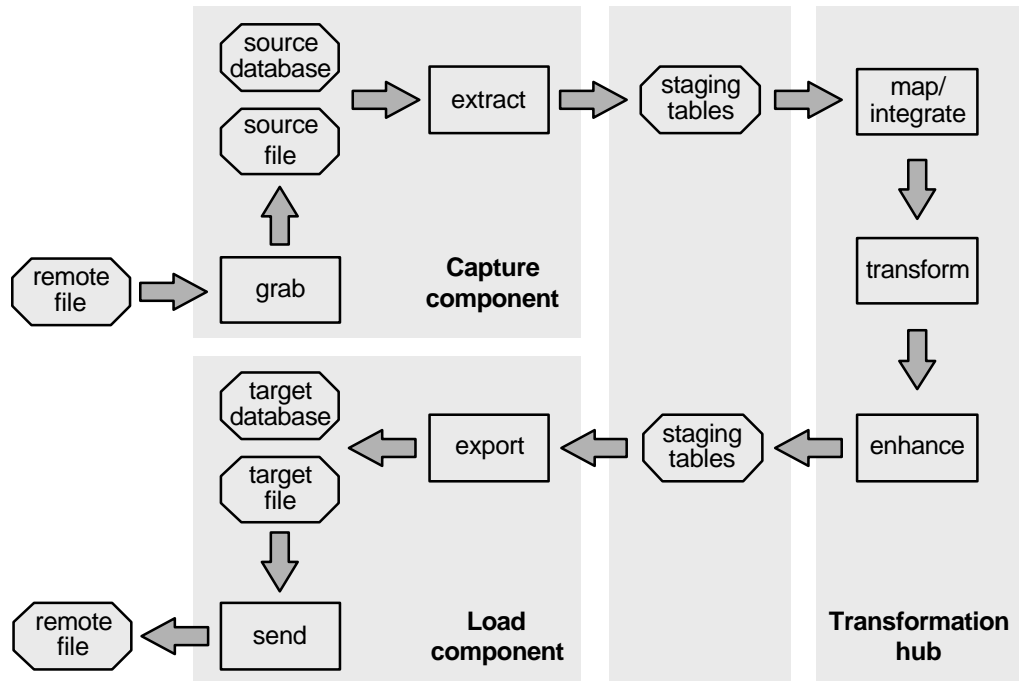 source
database
source
file
extract
staging
tables
map/
integrate
remote
file
grab
Capture
component
transform
target
database
target
file
export
staging
tables
enhance
remote
file
send
Load
component
Transformation
hub